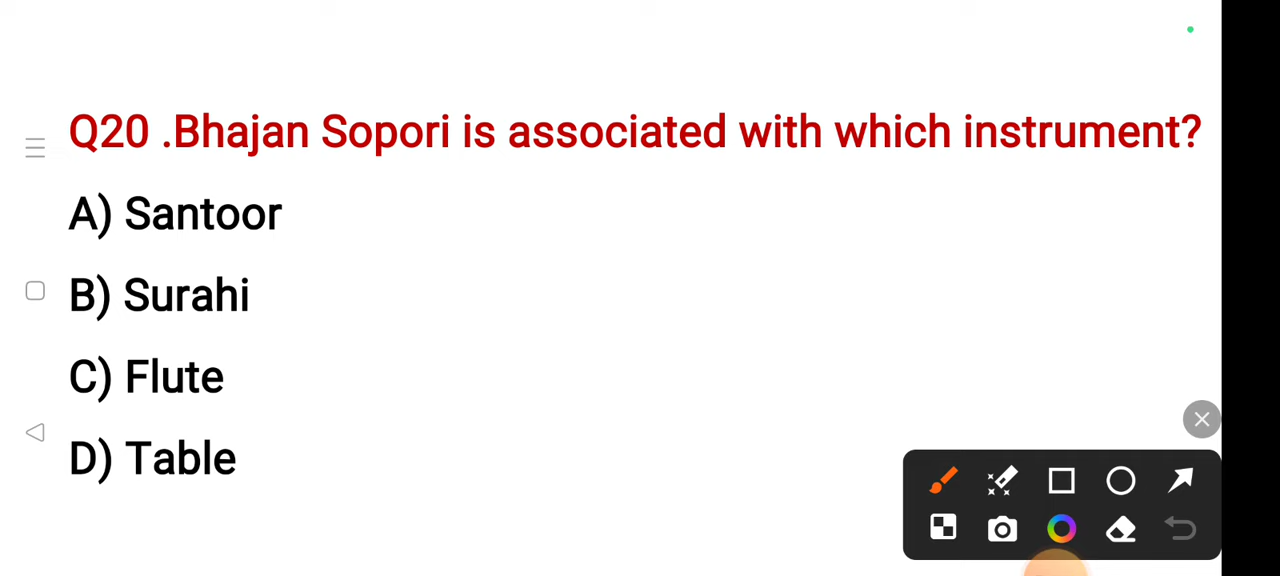 Q20 .Bhajan Sopori is associated with which instrument?
A) Santoor
B) Surahi
C) Flute
D) Table